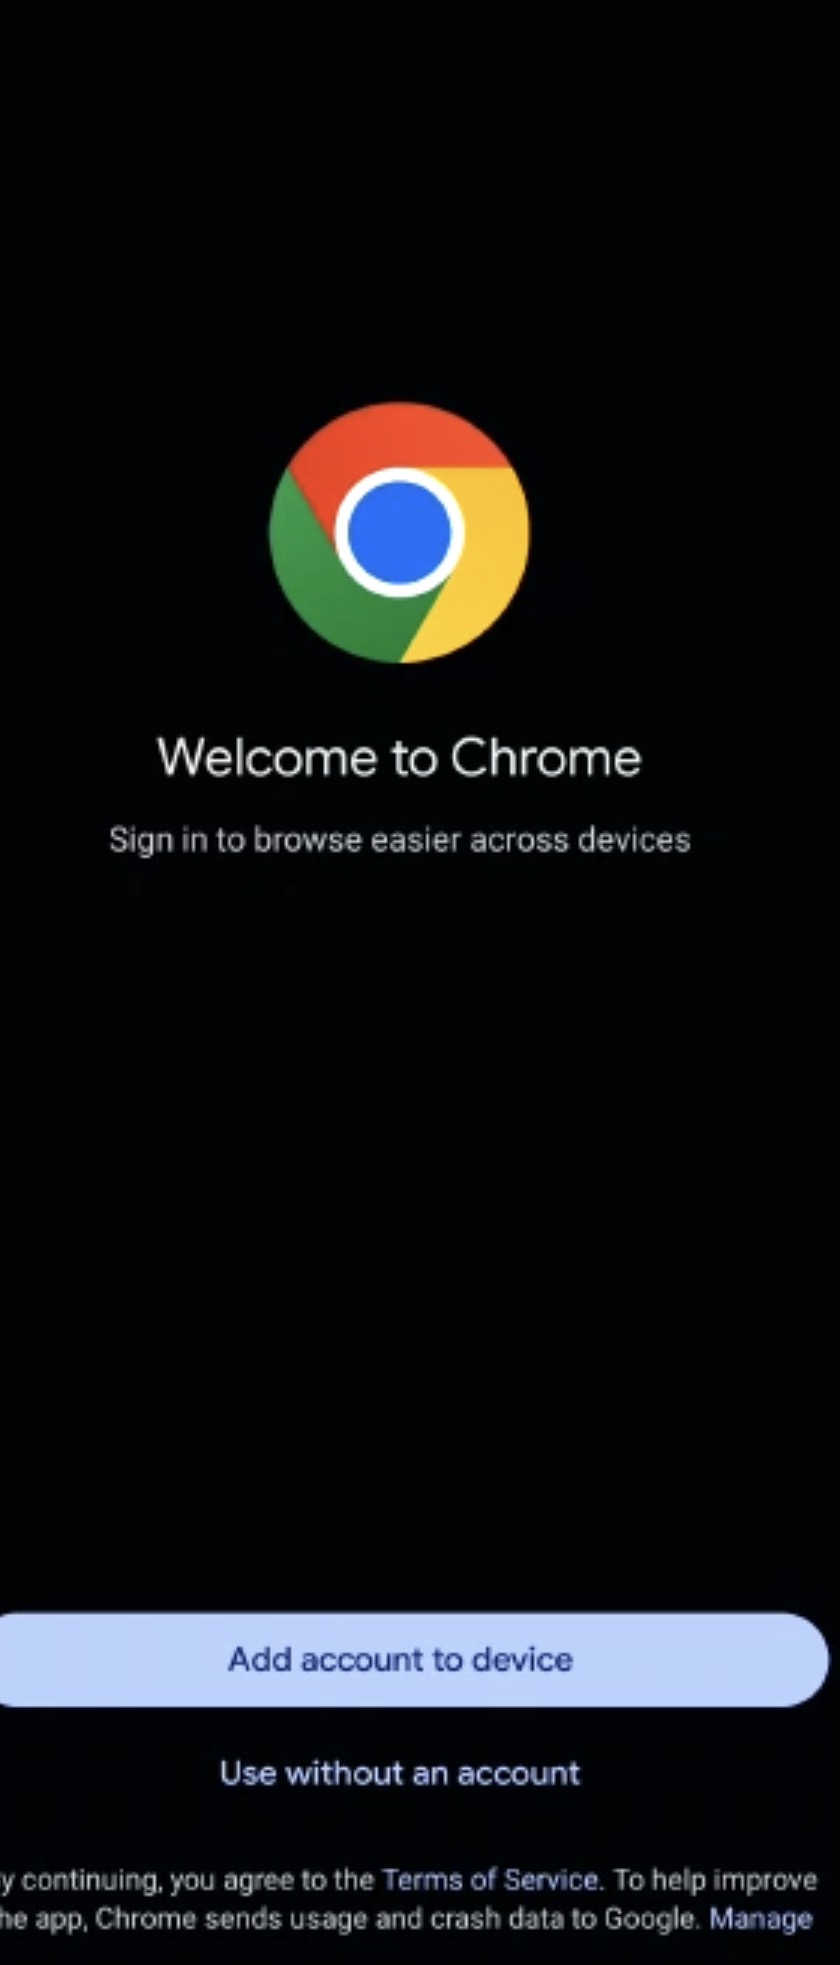 Welcome to Chrome
Sign in to browse easier across devices
Add account to device
Use without an account
y continuing, you agree to the Terms of Service. To help improve
he app, Chrome sends usage and crash data to Google. Manage